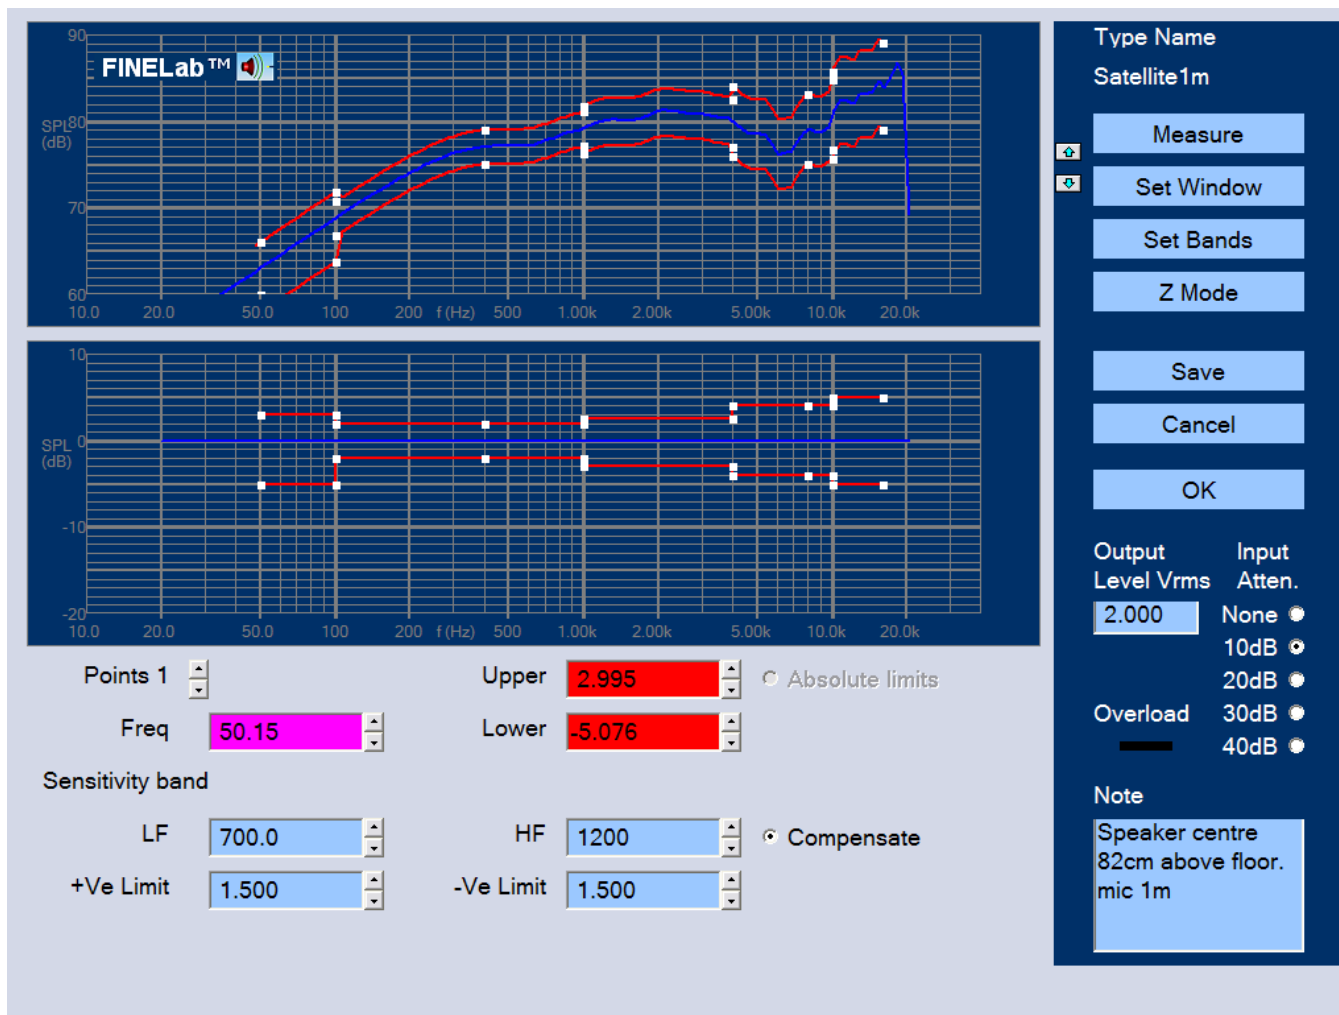 90
FINELab™
SPL
(dB)
80
70
60
10.0 20.0 50.0 100 200 f (Hz) 500 1.00k 2.00k 5.00k 10.0k 20.0k
10
SPL
(dB)
0
-10
-20
10.0 20.0 50.0 100 200 f (Hz) 500 1.00k 2.00k 5.00k 10.0k 20.0k
Points 1 Upper 2.995 Absolute limits
Freq 50.15 Lower -5.076
Sensitivity band
LF 700.0 HF 1200 Compensate
+Ve Limit 1.500 -Ve Limit 1.500
Type Name
Satellite1m
Measure
Set Window
Set Bands
Z Mode
Save
Cancel
OK
Output Input
Level Vrms Atten.
2.000 None
10dB
20dB
Overload 30dB
40dB
Note
Speaker centre
82cm above floor.
mic 1m